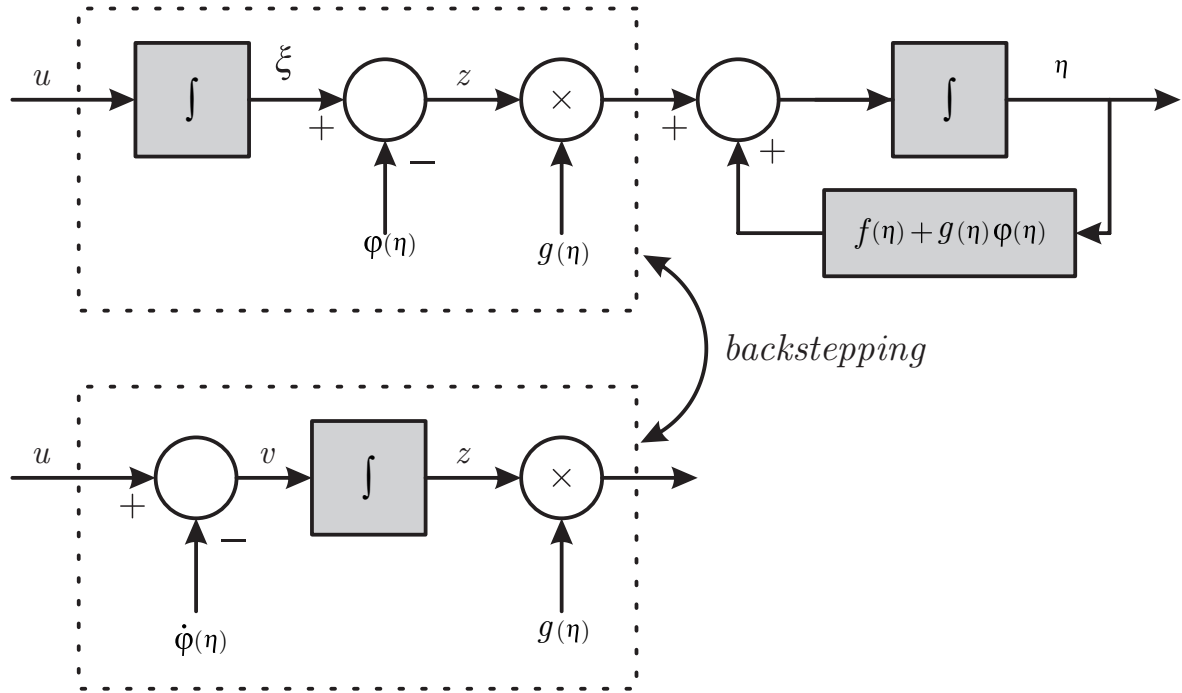 u ∫ ξ z × ∫ η
+ − + +
φ(η) g(η) f(η) + g(η)φ(η)
backstepping
u v ∫ z ×
+ −
φ̇(η) g(η)